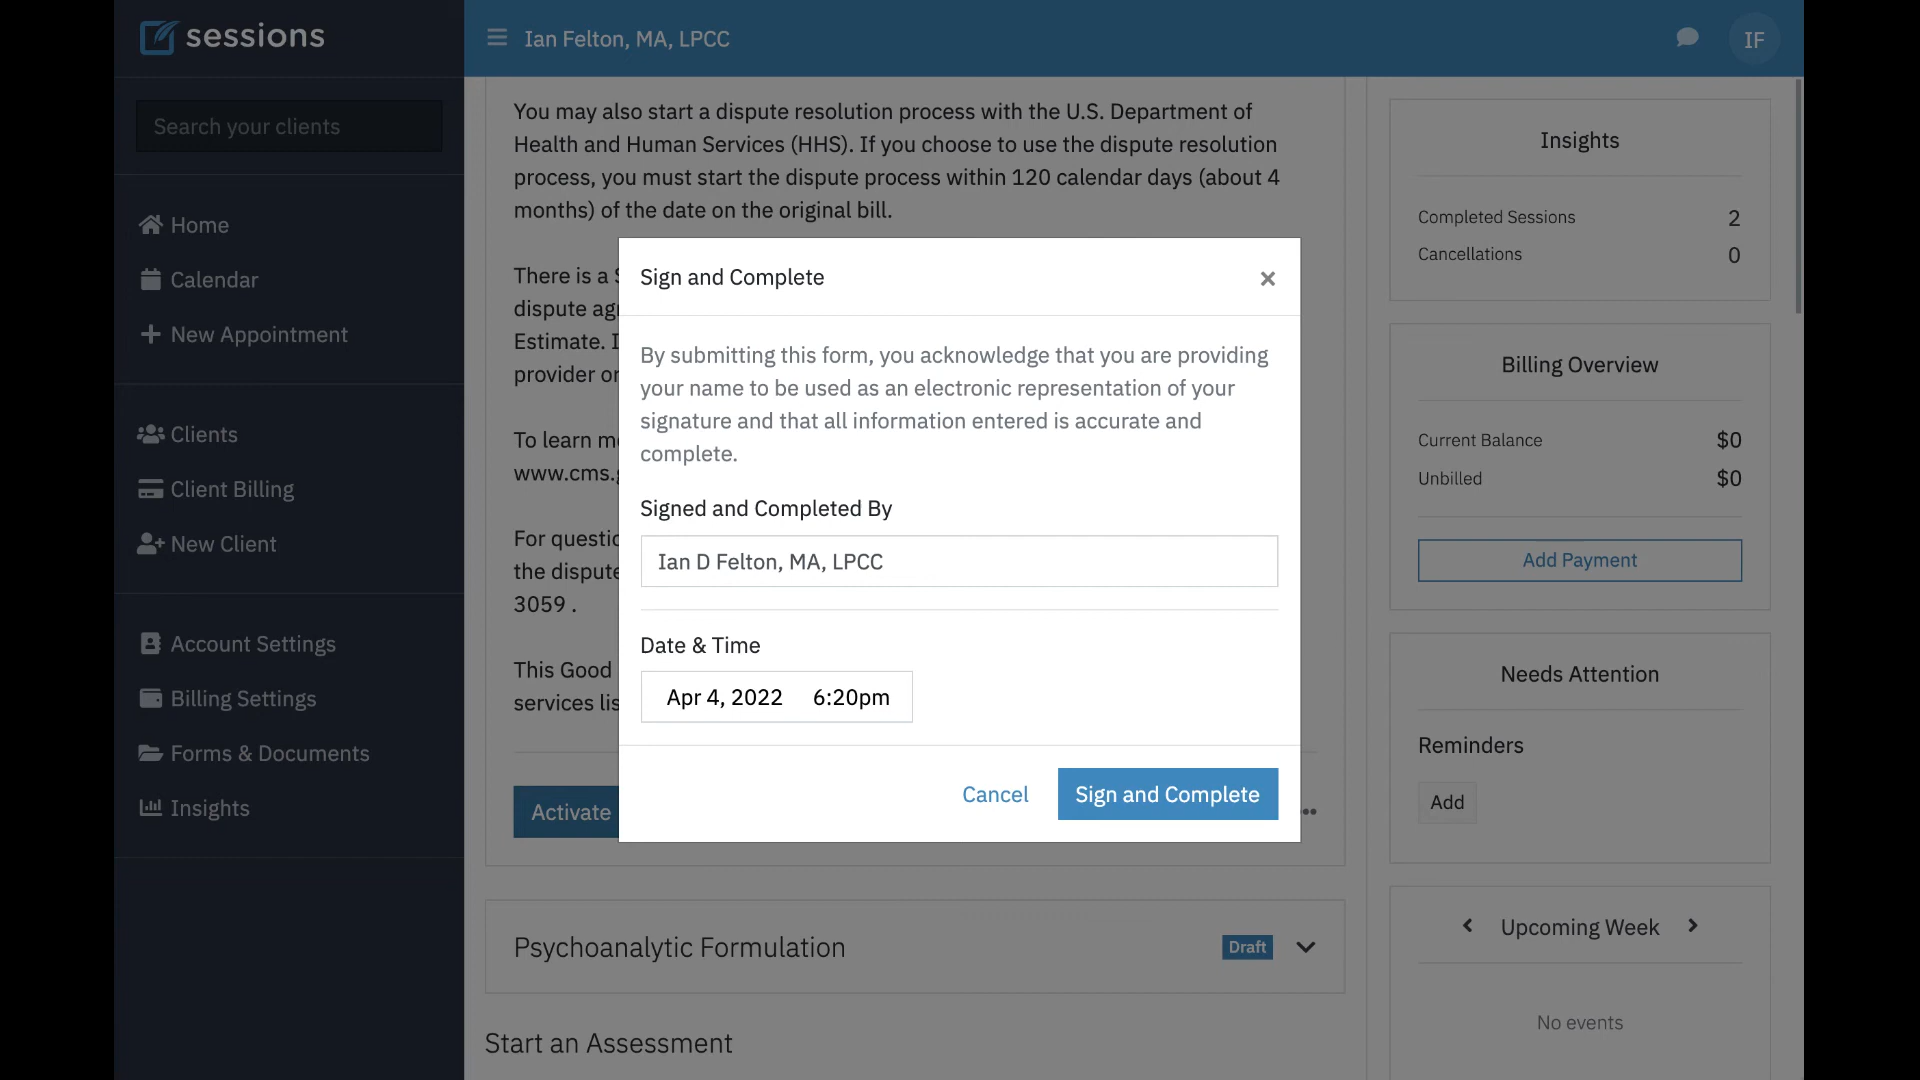 sessions
Ian Felton, MA, LPCC
IF
Search your clients
Home
Calendar
New Appointment
Clients
Client Billing
New Client
Account Settings
Billing Settings
Forms & Documents
Insights
You may also start a dispute resolution process with the U.S. Department of
Health and Human Services (HHS). If you choose to use the dispute resolution
process, you must start the dispute process within 120 calendar days (about 4
months) of the date on the original bill.
There is a
dispute
Estimate.
provider
To learn
www.cms.
For
the dispute
3059 .
This Good
services
Activate
Sign and Complete
×
By submitting this form, you acknowledge that you are providing
your name to be used as an electronic representation of your
signature and that all information entered is accurate and
complete.
Signed and Completed By
Ian D Felton, MA, LPCC
Date & Time
Apr 4, 2022 6:20pm
Cancel
Sign and Complete
Psychoanalytic Formulation
Draft
Start an Assessment
Insights
Completed Sessions 2
Cancellations 0
Billing Overview
Current Balance $0
Unbilled $0
Add Payment
Needs Attention
Reminders
Add
Upcoming Week
No events